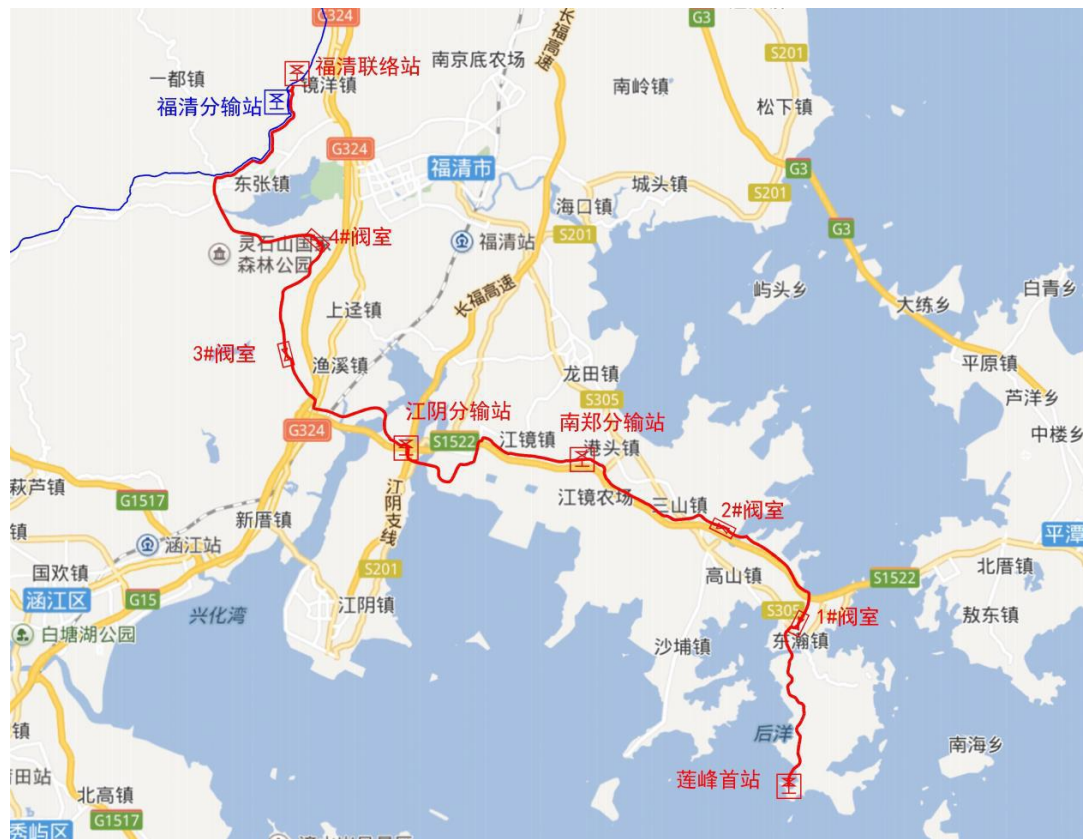 G324
G3
长福高速
S201
南京底农场
福清联络站
一都镇
镜洋镇
南岭镇
松下镇
福清分输站
G324
福清市
G3
东张镇
城头镇
S201
海口镇
4#阀室
灵石山国家
森林公园
福清站
S201
G3
屿头乡
白青乡
大练乡
长福高速
上迳镇
3#阀室
渔溪镇
龙田镇
平原镇
芦洋乡
S305
江阴分输站
南郑分输站
G324
S1522
江镜镇
港头镇
中楼乡
萩芦镇
G1517
江阴支线
江镜农场
三山镇
2#阀室
新厝镇
镇
涵江站
平潭
国欢镇
S201
高山镇
S1522
北厝镇
涵江区
G15
江阴镇
S305
1#阀室
敖东镇
兴化湾
白塘湖公园
沙埔镇
东瀚镇
镇
后洋
南海乡
莆田站
莲峰首站
北高镇
G1517
秀屿区